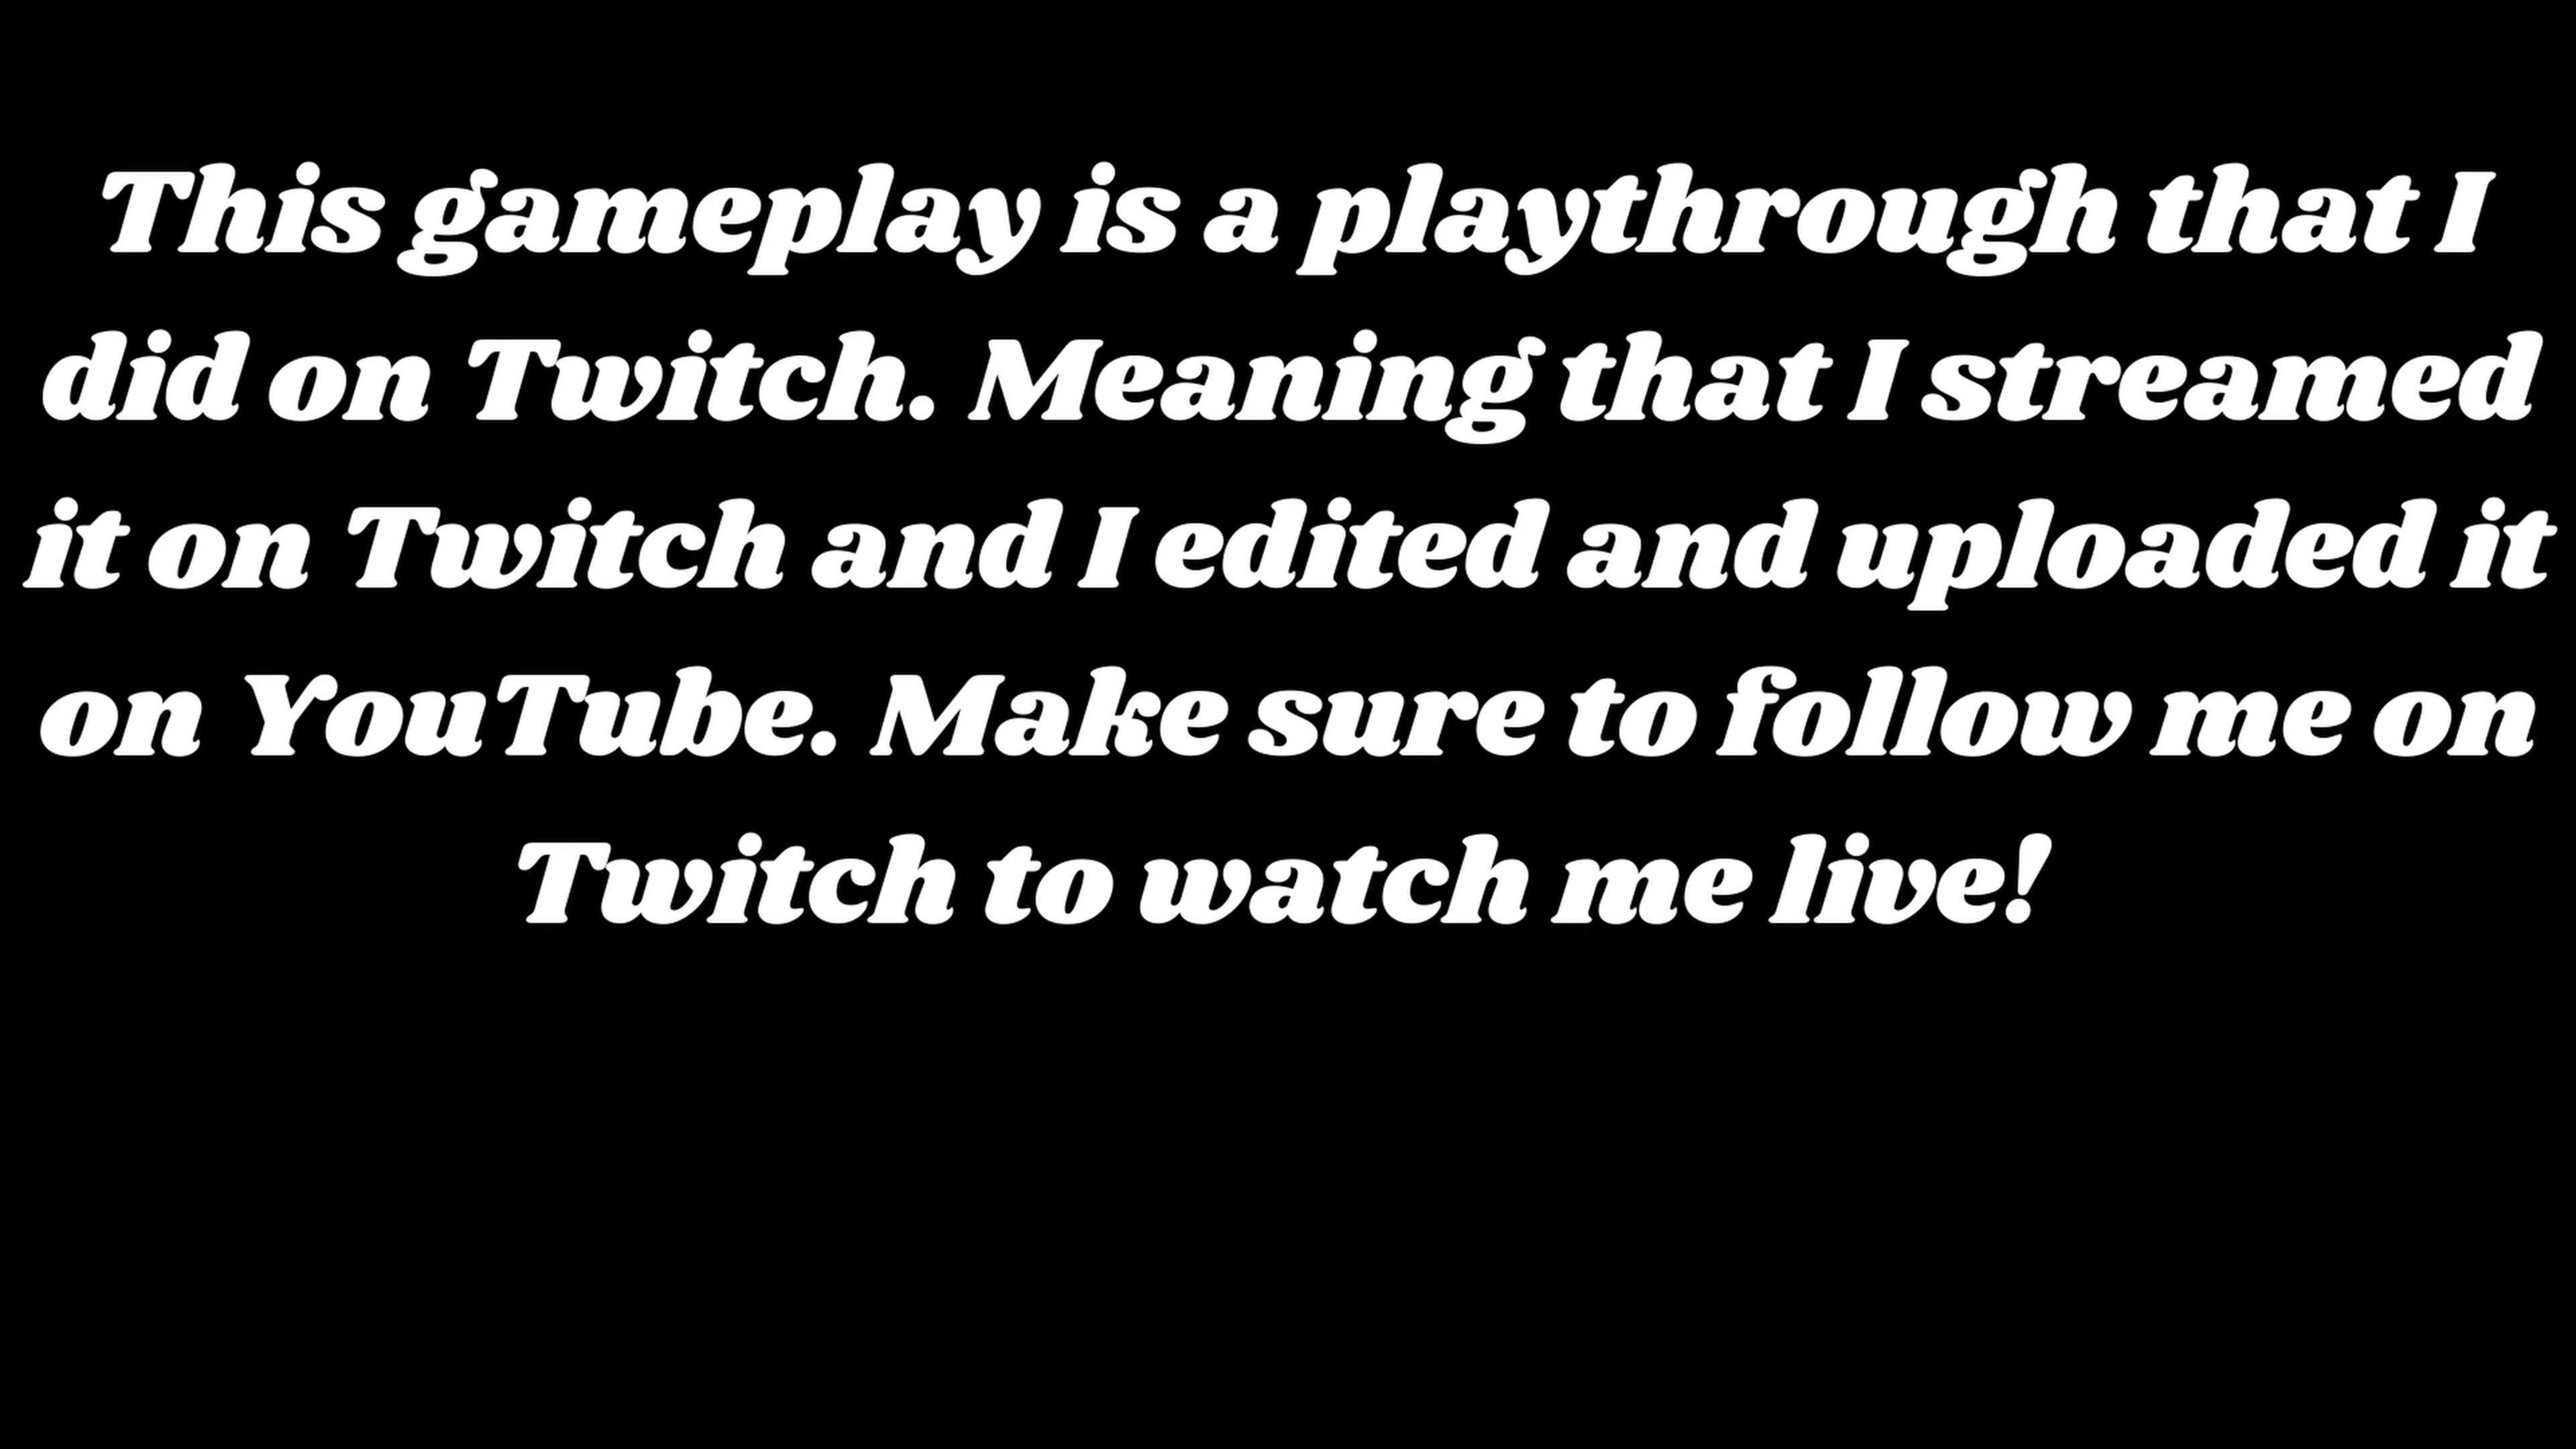 This gameplay is a playthrough that I
did on Twitch. Meaning that I streamed
it on Twitch and I edited and uploaded it
on YouTube. Make sure to follow me on
Twitch to watch me live!